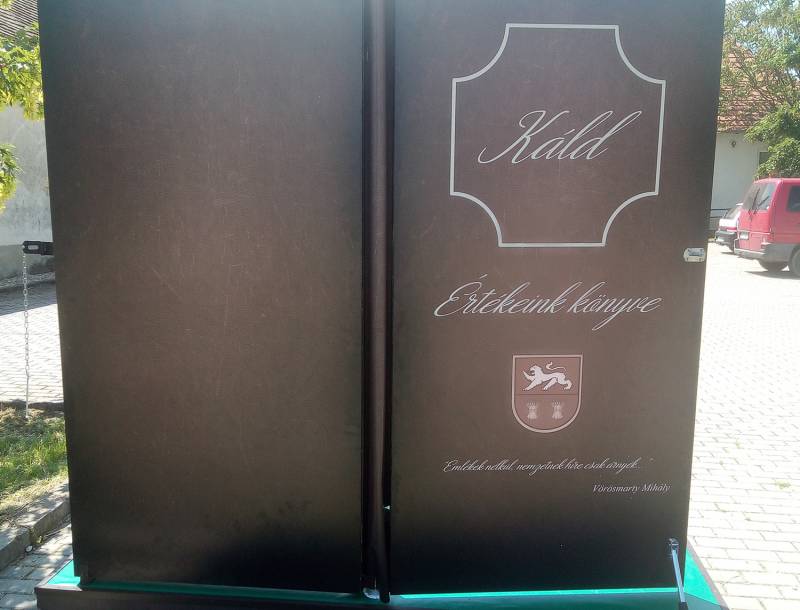 Káld
Értékeink könyve
Emlékek nélkül, nemzetnek híre csak árnyék..."
Vörösmarty Mihály